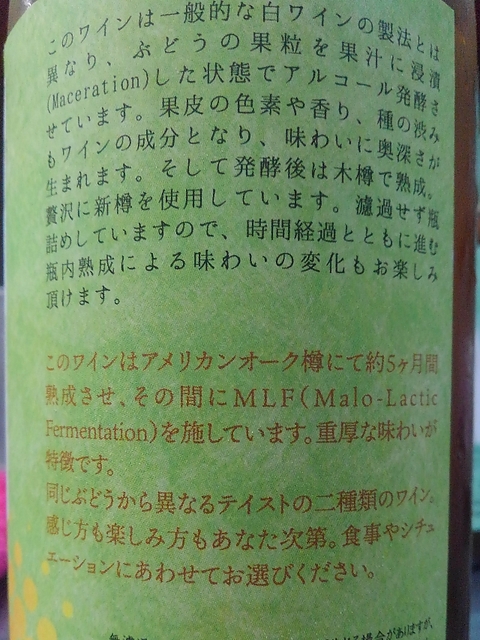 このワインは一般的な白ワインの製法とは
異なり、ぶどうの果粒を果汁に浸漬
(Maceration)した状態でアルコール発酵さ
せています。果皮の色素や香り、種の渋み
もワインの成分となり、味わいに奥深さが
生まれます。そして発酵後は木樽で熟成。
贅沢に新樽を使用しています。濾過せず瓶
詰めしていますので、時間経過とともに進む
瓶内熟成による味わいの変化もお楽しみ
頂けます。
このワインはアメリカンオーク樽にて約5ヶ月間
熟成させ、その間にMLF(Malo-Lactic
Fermentation)を施しています。重厚な味わいが
特徴です。
同じぶどうから異なるテイストの二種類のワイン。
感じ方も楽しみ方もあなた次第。食事やシチュ
エーションにあわせてお選びください。
場合がありますが、